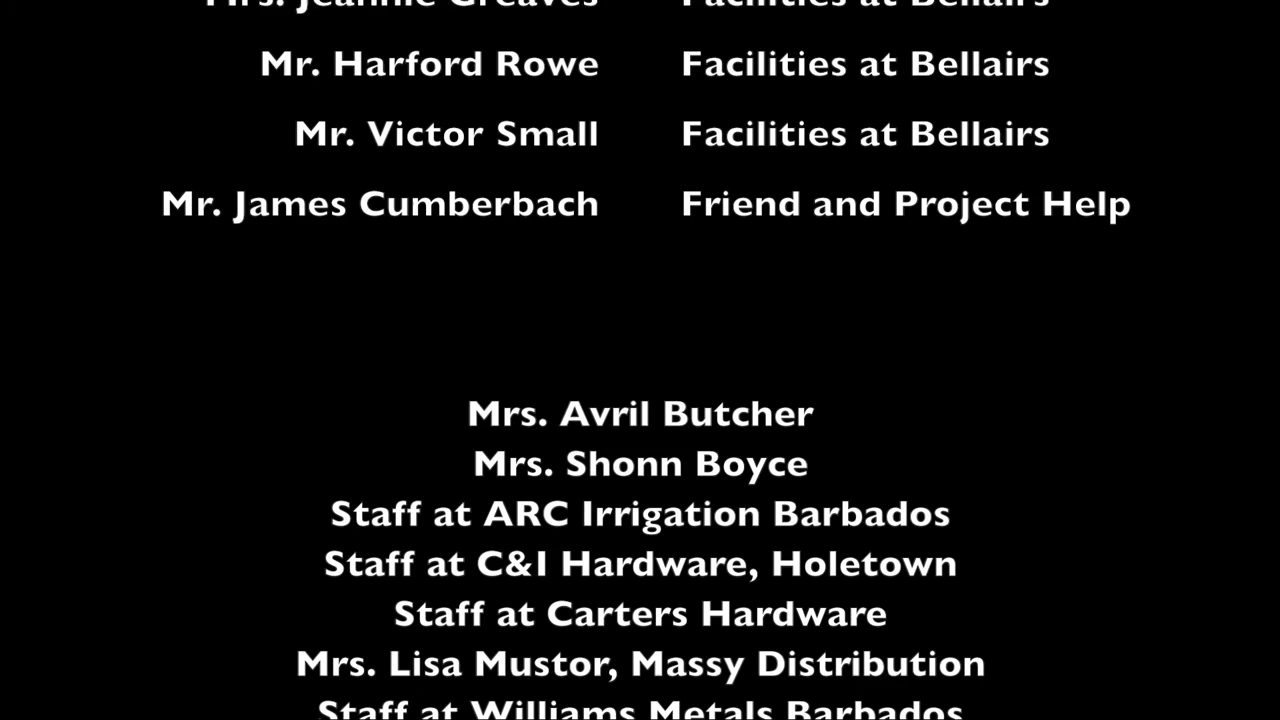 Mrs. Jeannie Greaves Facilities at Bellairs
Mr. Harford Rowe Facilities at Bellairs
Mr. Victor Small Facilities at Bellairs
Mr. James Cumberbach Friend and Project Help
Mrs. Avril Butcher
Mrs. Shonn Boyce
Staff at ARC Irrigation Barbados
Staff at C&I Hardware, Holetown
Staff at Carters Hardware
Mrs. Lisa Mustor, Massy Distribution
Staff at Williams Metals Barbados